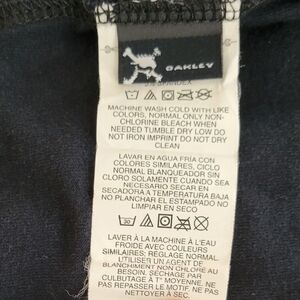 OAKLEY
MACHINE WASH COLD WITH LIKE
COLORS, NORMAL ONLY NON-
CHLORINE BLEACH WHEN
NEEDED TUMBLE DRY LOW DO
NOT IRON IMPRINT DO NOT DRY
CLEAN
LAVAR EN AGUA FRÍA CON
COLORES SIMILARES, CICLO
NORMAL BLANQUEADOR SIN
CLORO SOLAMENTE CUANDO SEA
NECESARIO SECAR EN
SECADORA A TEMPERATURA BAJA
NO PLANCHAR EL ESTAMPADO NO
LIMPIAR EN SECO
LAVER À LA MACHINE À L'EAU
FROIDE AVEC COULEURS
SIMILAIRES; RÉGLAGE NORMAL.
UTILISER UN AGENT DE
BLANCHIMENT NON CHLORÉ AU
BESOIN. SÉCHAGE PAR
CULBUTAGE À T° MOYENNE. NE
PAS REPASSER LE MOTIF. NE PAS
NETTOYER À SEC.